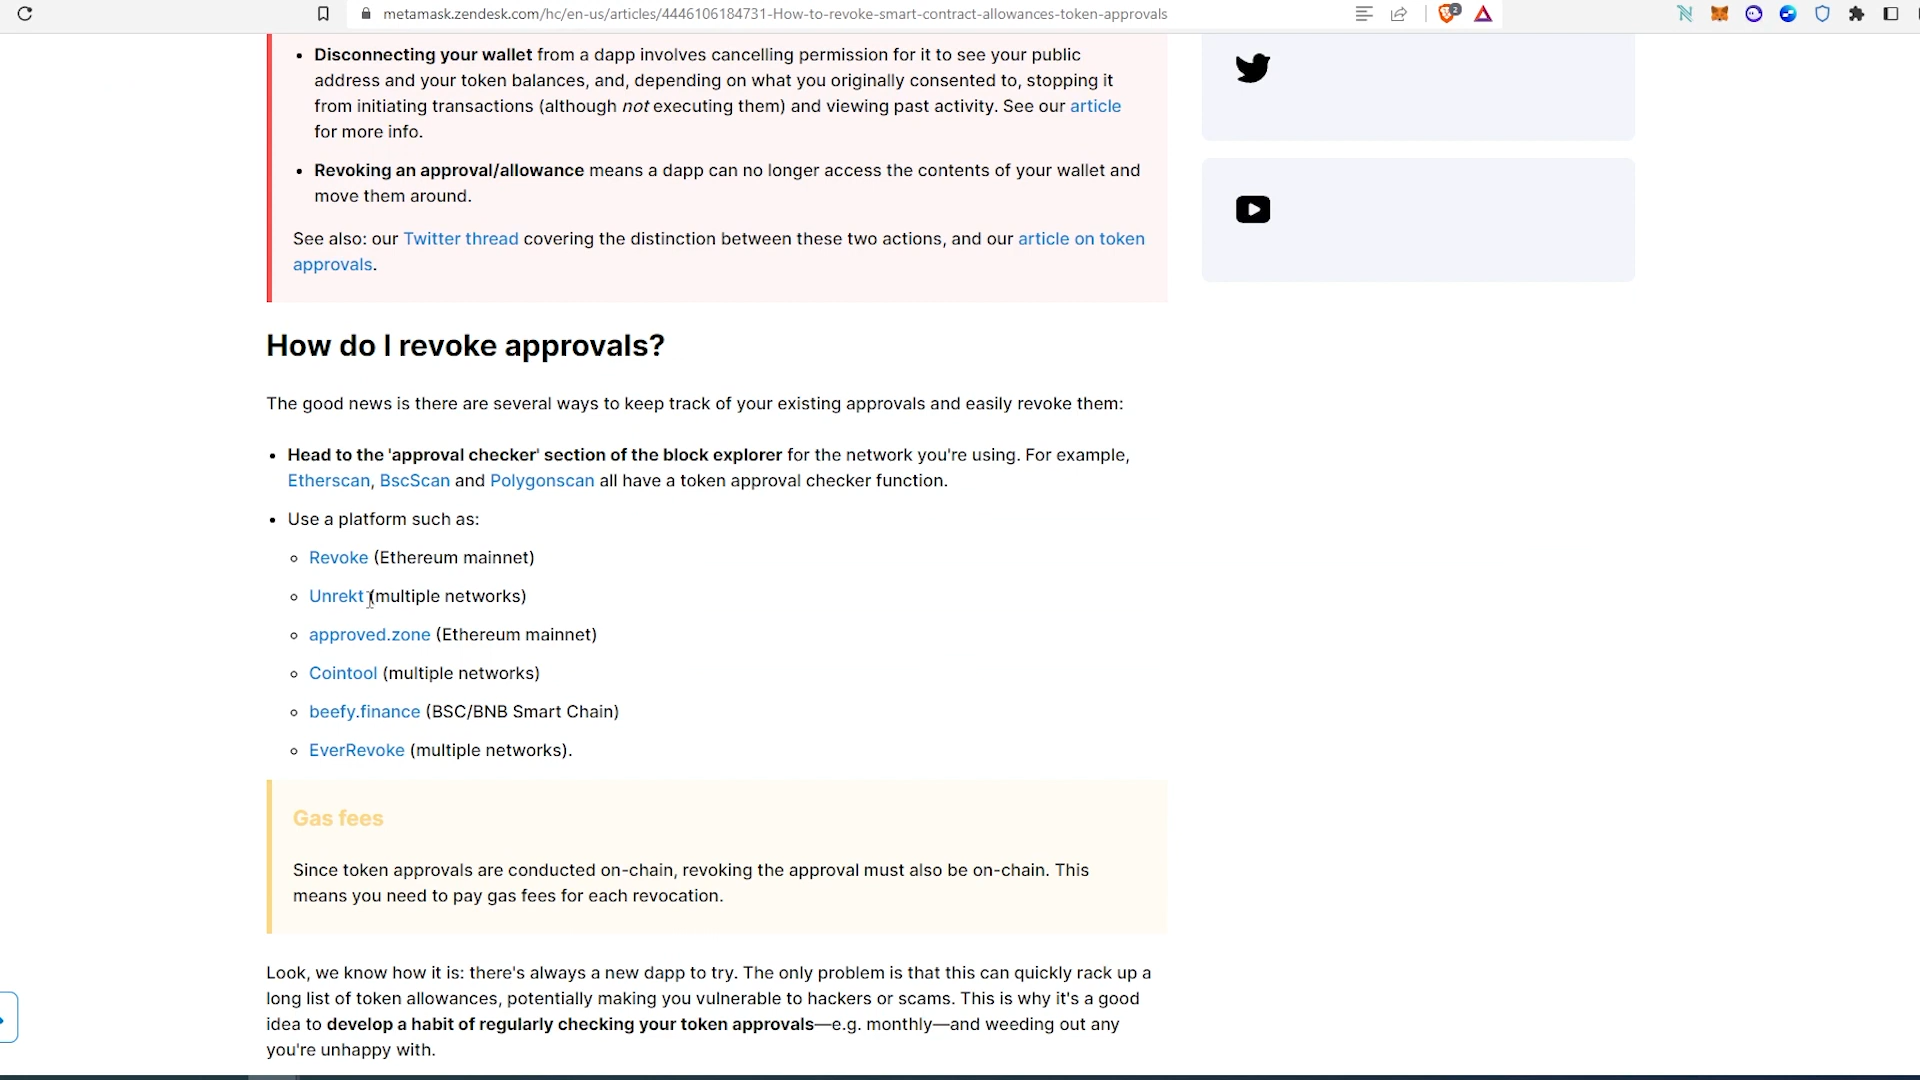 metamask.zendesk.com/hc/en-us/articles/4446106184731-How-to-revoke-smart-contract-allowances-token-approvals
2
• Disconnecting your wallet from a dapp involves cancelling permission for it to see your public
address and your token balances, and, depending on what you originally consented to, stopping it
from initiating transactions (although not executing them) and viewing past activity. See our article
for more info.
• Revoking an approval/allowance means a dapp can no longer access the contents of your wallet and
move them around.
See also: our Twitter thread covering the distinction between these two actions, and our article on token
approvals.
How do I revoke approvals?
The good news is there are several ways to keep track of your existing approvals and easily revoke them:
• Head to the 'approval checker' section of the block explorer for the network you're using. For example,
Etherscan, BscScan and Polygonscan all have a token approval checker function.
• Use a platform such as:
◦ Revoke (Ethereum mainnet)
◦ Unrekt (multiple networks)
◦ approved.zone (Ethereum mainnet)
◦ Cointool (multiple networks)
◦ beefy.finance (BSC/BNB Smart Chain)
◦ EverRevoke (multiple networks).
Gas fees
Since token approvals are conducted on-chain, revoking the approval must also be on-chain. This
means you need to pay gas fees for each revocation.
Look, we know how it is: there's always a new dapp to try. The only problem is that this can quickly rack up a
long list of token allowances, potentially making you vulnerable to hackers or scams. This is why it's a good
idea to develop a habit of regularly checking your token approvals—e.g. monthly—and weeding out any
you're unhappy with.